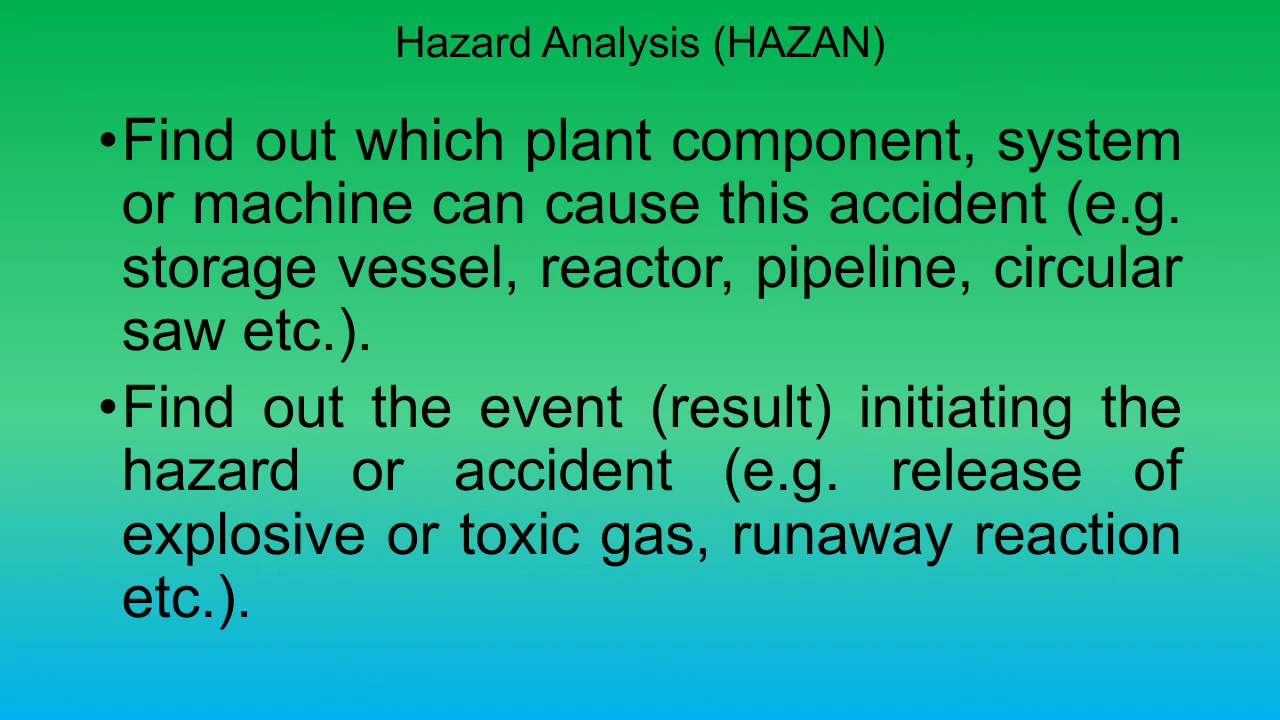 Hazard Analysis (HAZAN)
•Find out which plant component, system
or machine can cause this accident (e.g.
storage vessel, reactor, pipeline, circular
saw etc.).
•Find out the event (result) initiating the
hazard or accident (e.g. release of
explosive or toxic gas, runaway reaction
etc.).